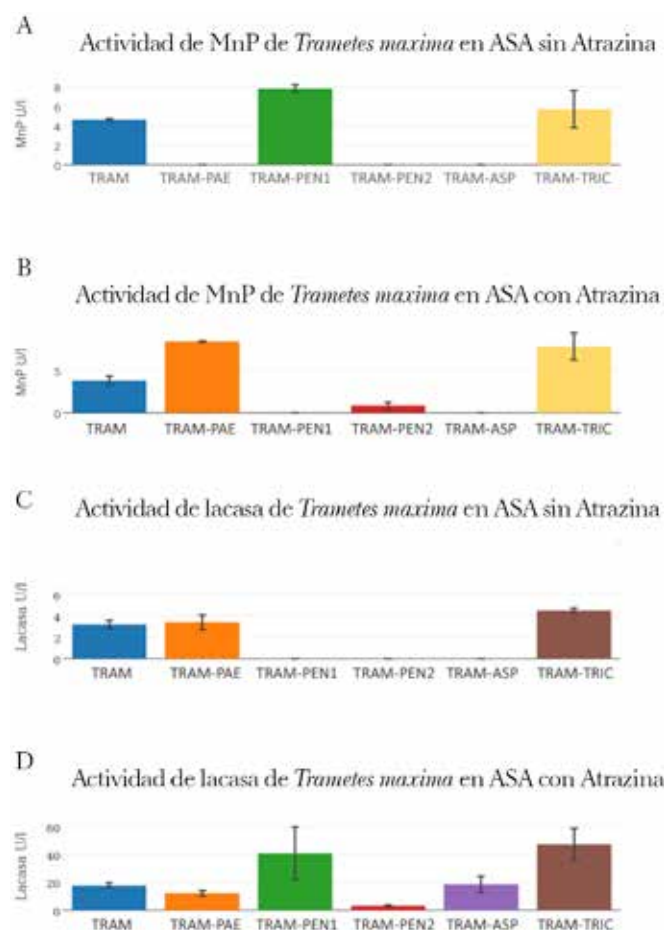 A
Actividad de MnP de Trametes maxima en ASA sin Atrazina
MnP U/l
8
6
4
2
0
TRAM TRAM-PAE TRAM-PEN1 TRAM-PEN2 TRAM-ASP TRAM-TRIC
B
Actividad de MnP de Trametes maxima en ASA con Atrazina
MnP U/l
5
0
TRAM TRAM-PAE TRAM-PEN1 TRAM-PEN2 TRAM-ASP TRAM-TRIC
C
Actividad de lacasa de Trametes maxima en ASA sin Atrazina
Lacasa U/l
6
4
2
0
TRAM TRAM-PAE TRAM-PEN1 TRAM-PEN2 TRAM-ASP TRAM-TRIC
D
Actividad de lacasa de Trametes maxima en ASA con Atrazina
Lacasa U/l
60
40
20
0
TRAM TRAM-PAE TRAM-PEN1 TRAM-PEN2 TRAM-ASP TRAM-TRIC